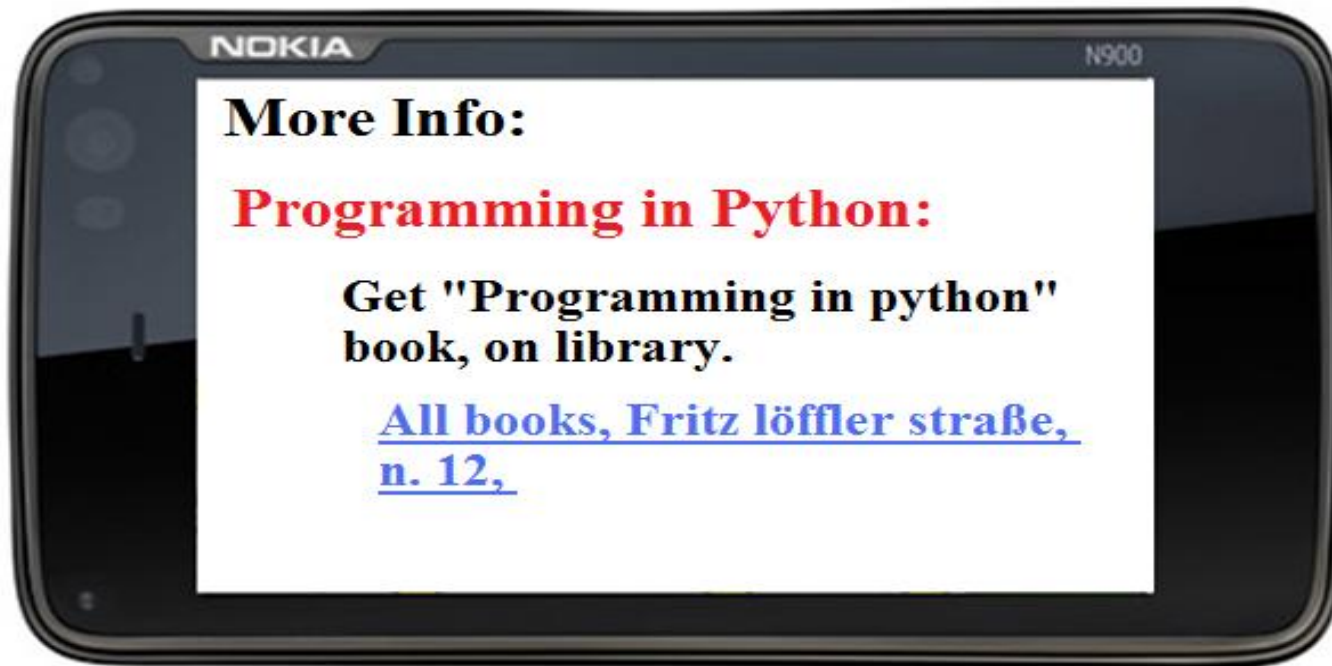 NOKIA
N900
More Info:
Programming in Python:
Get "Programming in python"
book, on library.
All books, Fritz löffler straße,
n. 12,